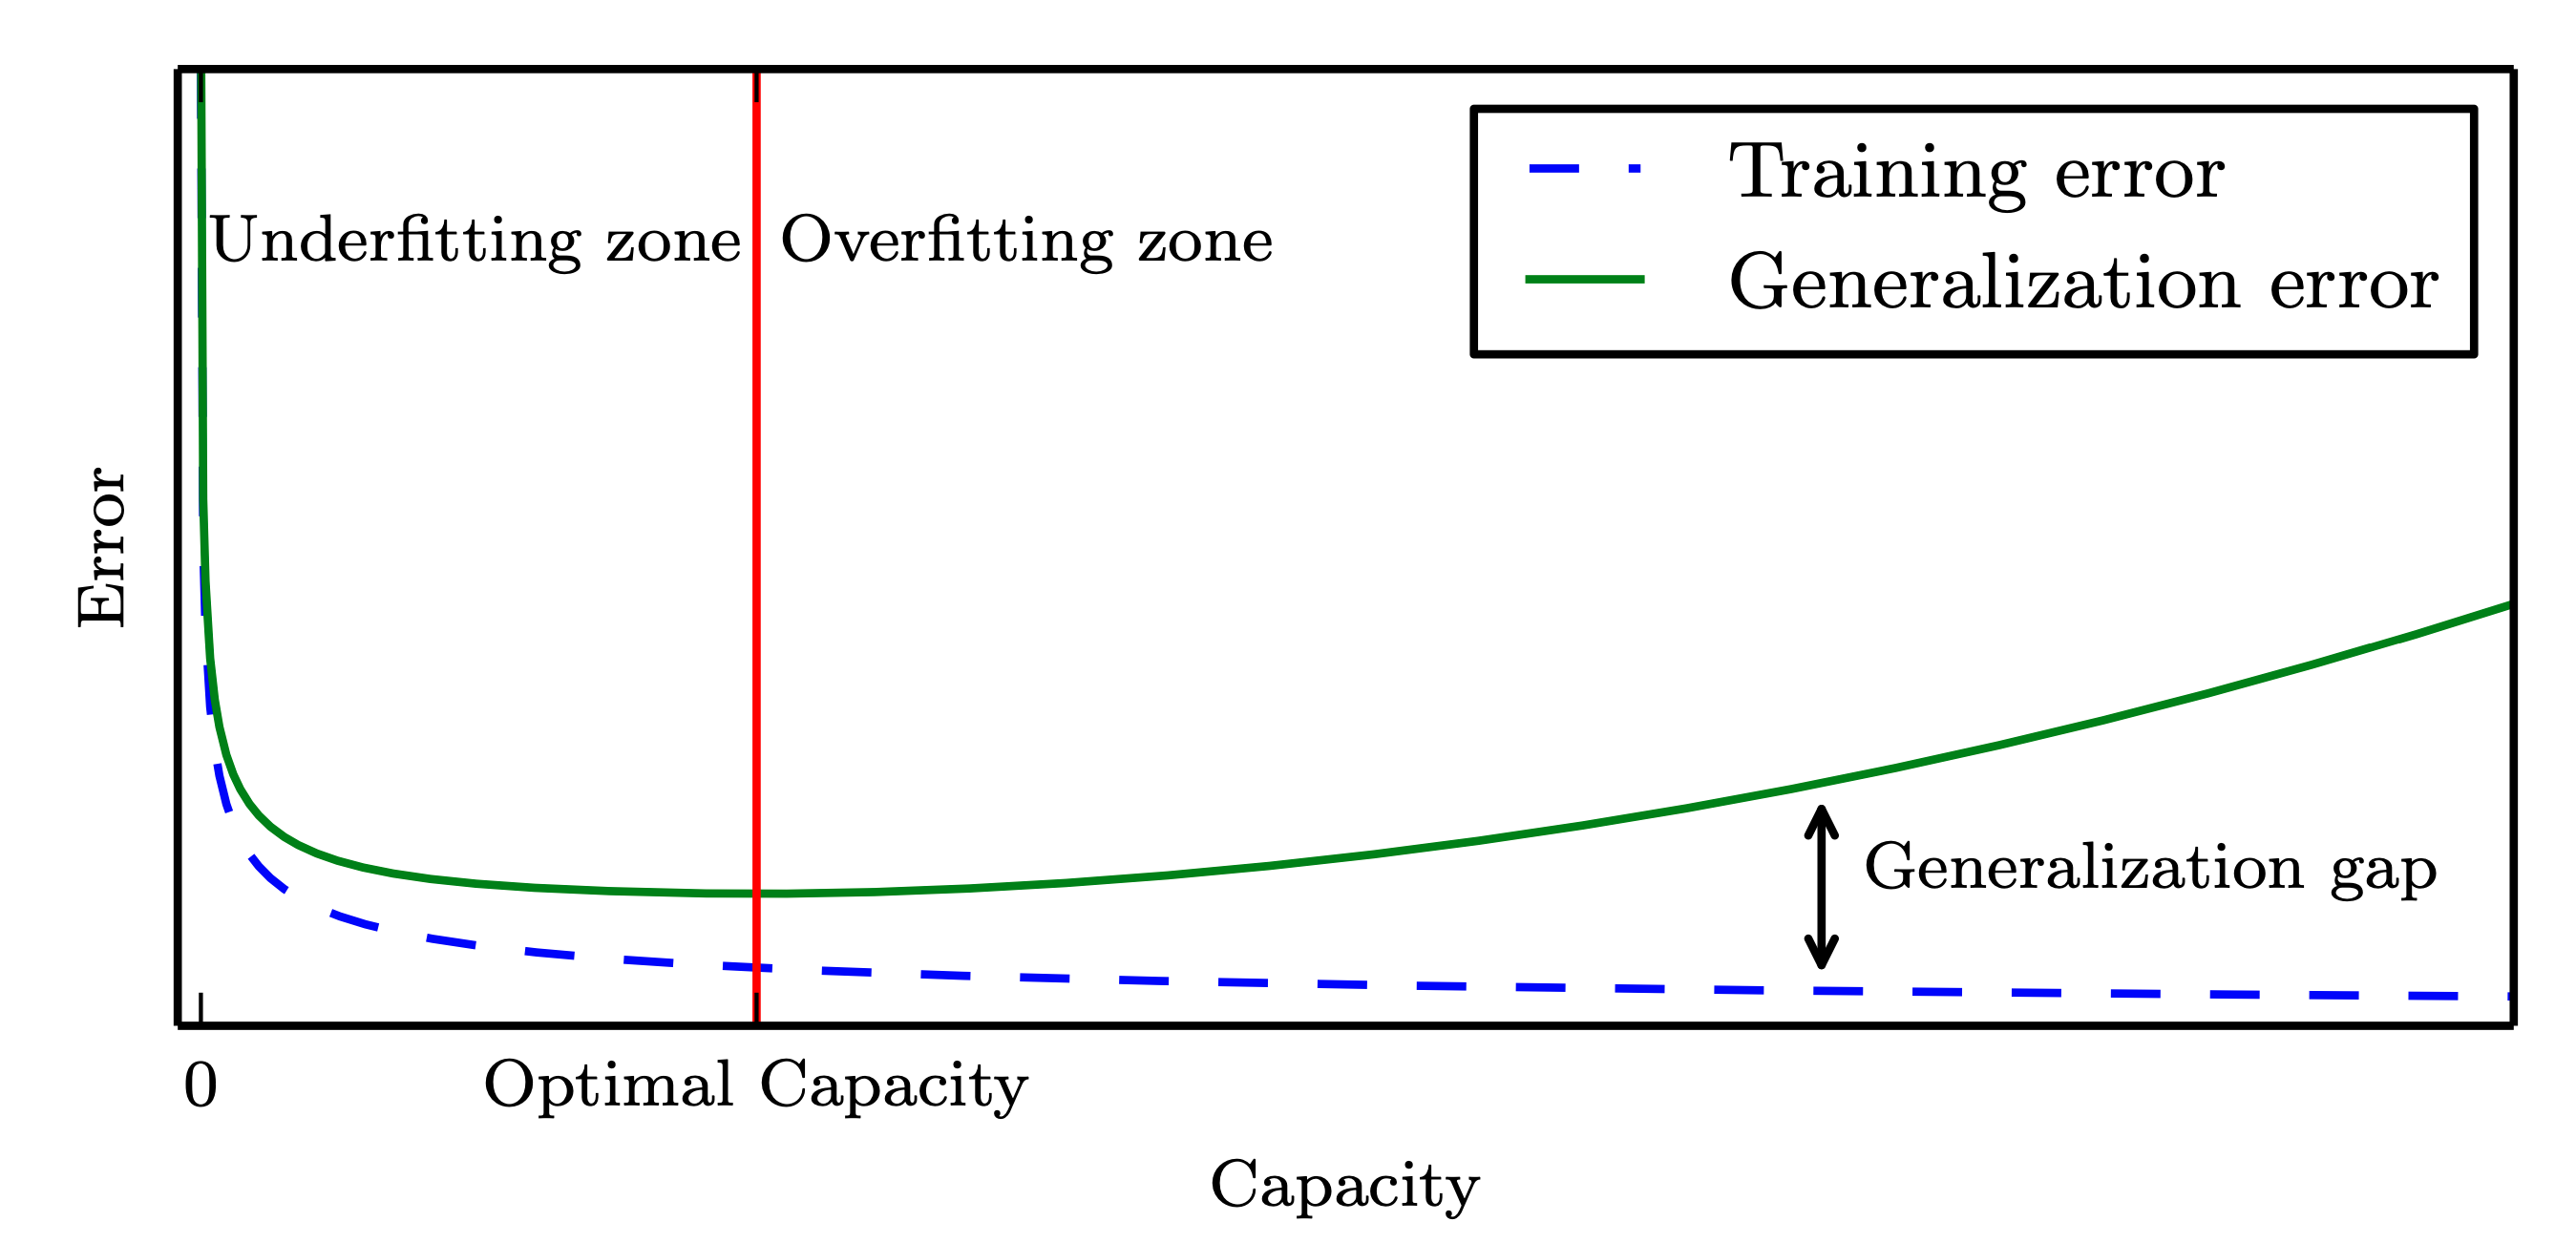 Training error
Generalization error
Underfitting zone
Overfitting zone
Error
Generalization gap
0
Optimal Capacity
Capacity